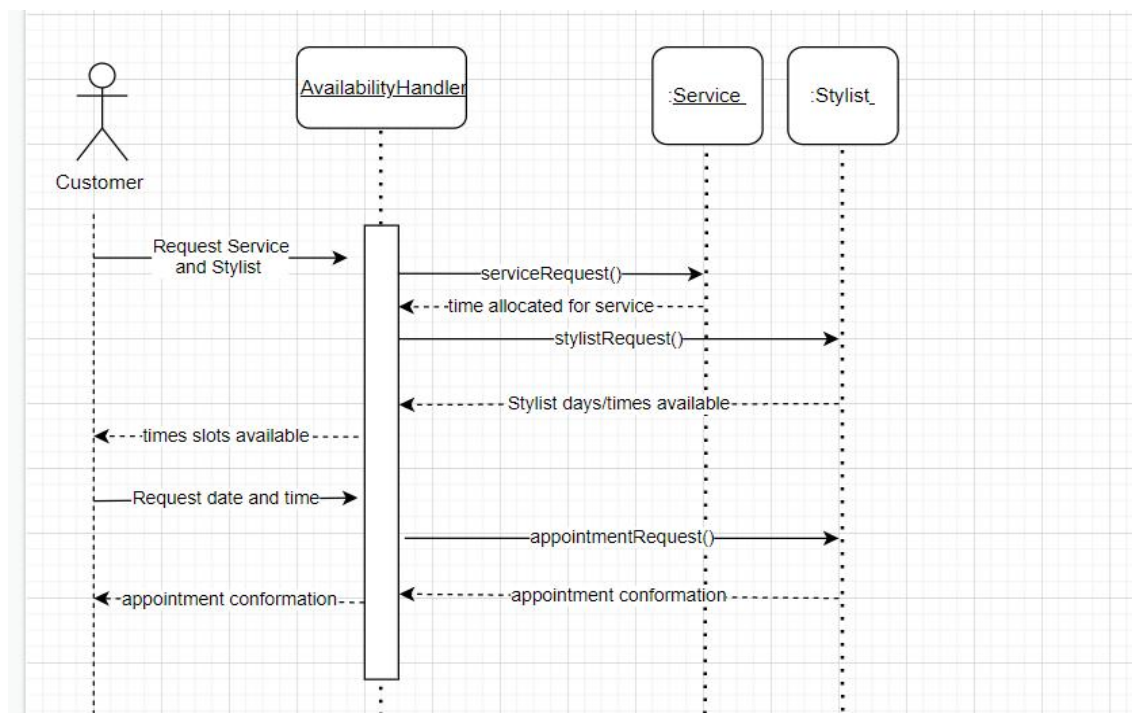 AvailabilityHandler
:Service
:Stylist
Customer
Request Service
and Stylist
serviceRequest()
time allocated for service
stylistRequest()
Stylist days/times available
times slots available
Request date and time
appointmentRequest()
appointment conformation
appointment conformation